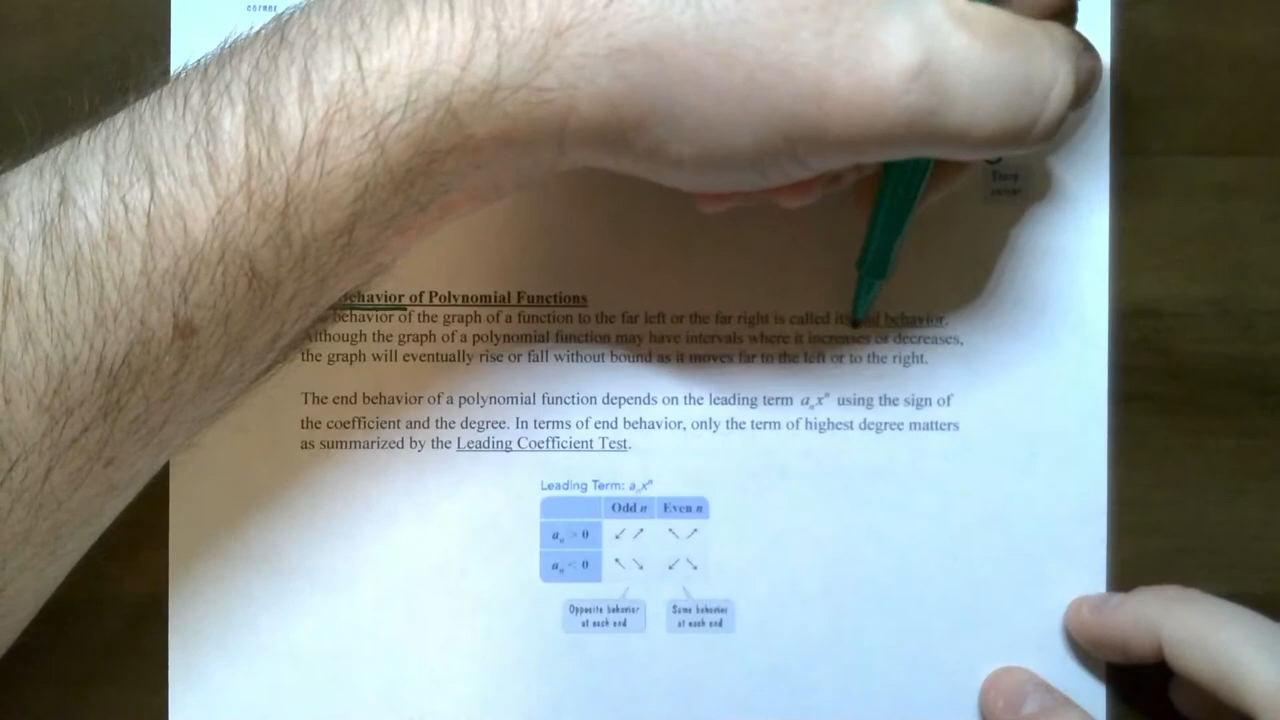 corner
Sharp
corner
Behavior of Polynomial Functions
behavior of the graph of a function to the far left or the far right is called its end behavior.
Although the graph of a polynomial function may have intervals where it increases or decreases,
the graph will eventually rise or fall without bound as it moves far to the left or to the right.
The end behavior of a polynomial function depends on the leading term aₙxⁿ using the sign of
the coefficient and the degree. In terms of end behavior, only the term of highest degree matters
as summarized by the Leading Coefficient Test.
Leading Term: aₙxⁿ
Odd n Even n
aₙ > 0 ↙ ↗ ↖ ↗
aₙ < 0 ↖ ↘ ↙ ↘
Opposite behavior Same behavior
at each end at each end